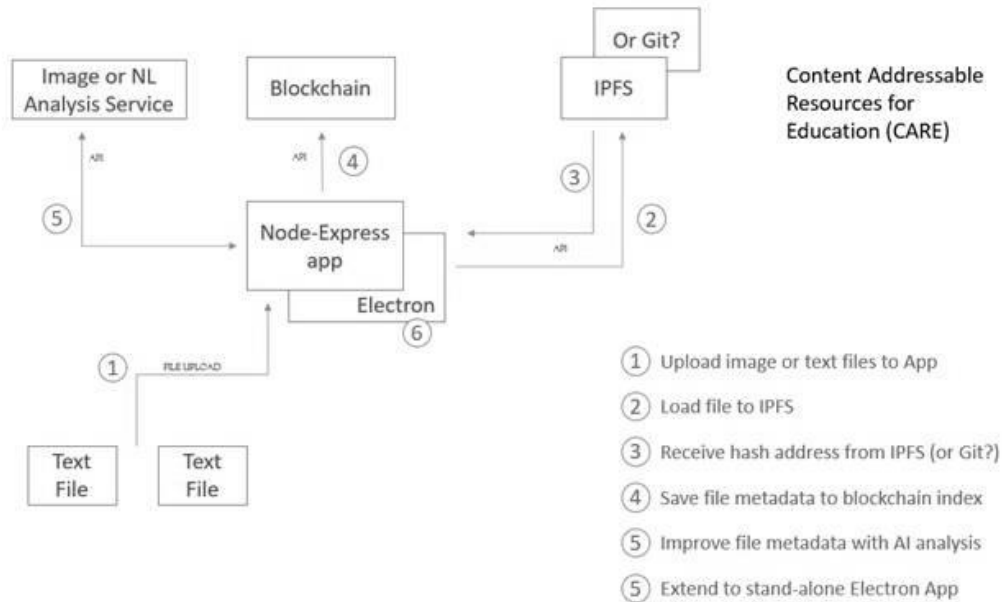 Or Git?
Image or NL
Analysis Service
Blockchain
IPFS
Content Addressable
Resources for
Education (CARE)
API
API
4
3
5
2
Node-Express
app
API
Electron
6
1
FILE UPLOAD
Text
File
Text
File
1 Upload image or text files to App
2 Load file to IPFS
3 Receive hash address from IPFS (or Git?)
4 Save file metadata to blockchain index
5 Improve file metadata with AI analysis
5 Extend to stand-alone Electron App